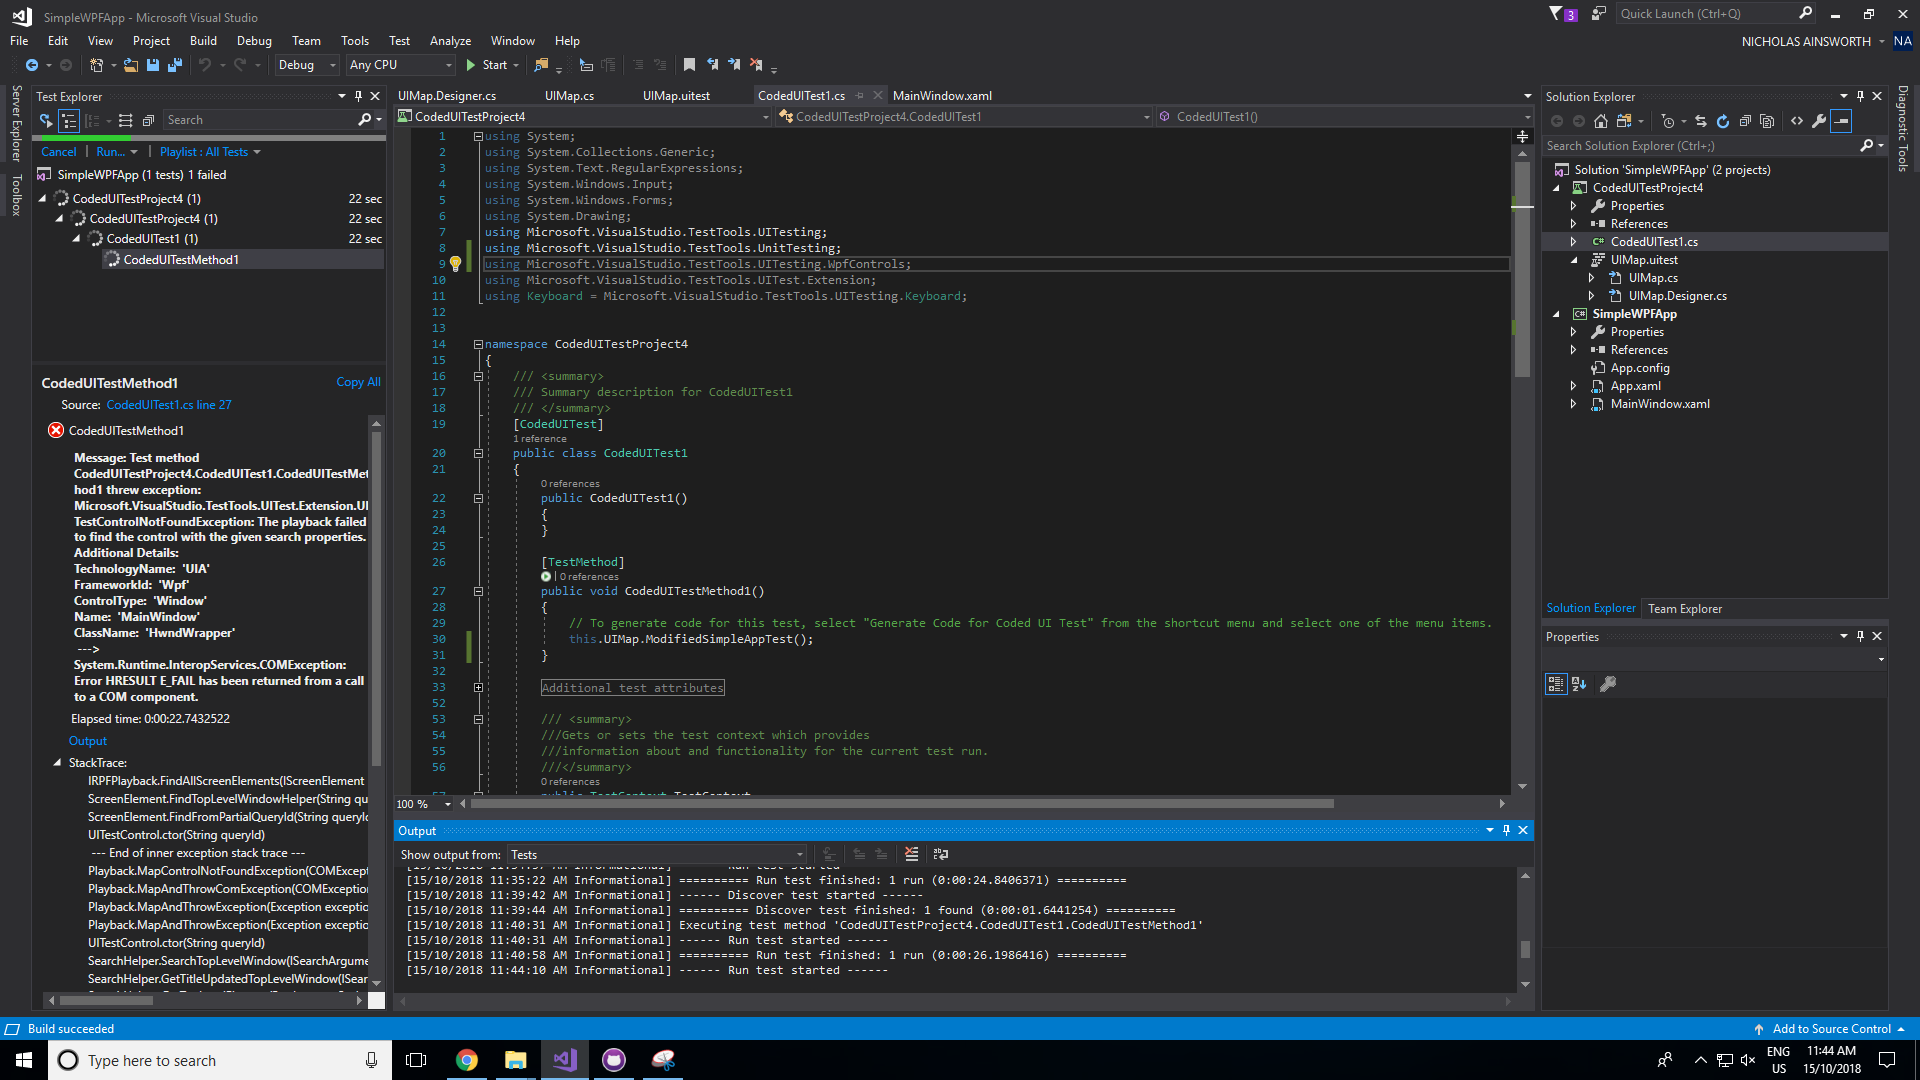 SimpleWPFApp - Microsoft Visual Studio
3
Quick Launch (Ctrl+Q)
File Edit View Project Build Debug Team Tools Test Analyze Window Help
NICHOLAS AINSWORTH NA
Debug Any CPU Start
Server Explorer
Toolbox
Test Explorer
Search
Cancel Run... Playlist : All Tests
SimpleWPFApp (1 tests) 1 failed
CodedUITestProject4 (1) 22 sec
CodedUITestProject4 (1) 22 sec
CodedUITest1 (1) 22 sec
CodedUITestMethod1
CodedUITestMethod1 Copy All
Source: CodedUITest1.cs line 27
CodedUITestMethod1
Message: Test method
CodedUITestProject4.CodedUITest1.CodedUITestMet
hod1 threw exception:
Microsoft.VisualStudio.TestTools.UITest.Extension.UI
TestControlNotFoundException: The playback failed
to find the control with the given search properties.
Additional Details:
TechnologyName: 'UIA'
FrameworkId: 'Wpf'
ControlType: 'Window'
Name: 'MainWindow'
ClassName: 'HwndWrapper'
--->
System.Runtime.InteropServices.COMException:
Error HRESULT E_FAIL has been returned from a call
to a COM component.
Elapsed time: 0:00:22.7432522
Output
StackTrace:
IRPFPlayback.FindAllScreenElements(IScreenElement
ScreenElement.FindTopLevelWindowHelper(String qu
ScreenElement.FindFromPartialQueryId(String queryId
UITestControl.ctor(String queryId)
--- End of inner exception stack trace ---
Playback.MapControlNotFoundException(COMExcept
Playback.MapAndThrowComException(COMException
Playback.MapAndThrowException(Exception exceptio
Playback.MapAndThrowException(Exception exceptio
UITestControl.ctor(String queryId)
SearchHelper.SearchTopLevelWindow(ISearchArgume
SearchHelper.GetTitleUpdatedTopLevelWindow(ISear
UIMap.Designer.cs UIMap.cs UIMap.uitest CodedUITest1.cs MainWindow.xaml
CodedUITestProject4 CodedUITestProject4.CodedUITest1 CodedUITest1()
1 using System;
2 using System.Collections.Generic;
3 using System.Text.RegularExpressions;
4 using System.Windows.Input;
5 using System.Windows.Forms;
6 using System.Drawing;
7 using Microsoft.VisualStudio.TestTools.UITesting;
8 using Microsoft.VisualStudio.TestTools.UnitTesting;
9 using Microsoft.VisualStudio.TestTools.UITesting.WpfControls;
10 using Microsoft.VisualStudio.TestTools.UITest.Extension;
11 using Keyboard = Microsoft.VisualStudio.TestTools.UITesting.Keyboard;
12
13
14 namespace CodedUITestProject4
15 {
16 /// <summary>
17 /// Summary description for CodedUITest1
18 /// </summary>
19 [CodedUITest]
1 reference
20 public class CodedUITest1
21 {
0 references
22 public CodedUITest1()
23 {
24 }
25
26 [TestMethod]
| 0 references
27 public void CodedUITestMethod1()
28 {
29 // To generate code for this test, select "Generate Code for Coded UI Test" from the shortcut menu and select one of the menu items.
30 this.UIMap.ModifiedSimpleAppTest();
31 }
32
33 Additional test attributes
52
53 /// <summary>
54 ///Gets or sets the test context which provides
55 ///information about and functionality for the current test run.
56 ///</summary>
0 references
57 public TestContext TestContext
100 %
Output
Show output from: Tests
[15/10/2018 11:35:22 AM Informational] ========== Run test finished: 1 run (0:00:24.8406371) ==========
[15/10/2018 11:39:42 AM Informational] ------ Discover test started ------
[15/10/2018 11:39:44 AM Informational] ========== Discover test finished: 1 found (0:00:01.6441254) ==========
[15/10/2018 11:40:31 AM Informational] Executing test method 'CodedUITestProject4.CodedUITest1.CodedUITestMethod1'
[15/10/2018 11:40:31 AM Informational] ------ Run test started ------
[15/10/2018 11:40:58 AM Informational] ========== Run test finished: 1 run (0:00:26.1986416) ==========
[15/10/2018 11:44:10 AM Informational] ------ Run test started ------
Solution Explorer
Search Solution Explorer (Ctrl+;)
Solution 'SimpleWPFApp' (2 projects)
CodedUITestProject4
Properties
References
C# CodedUITest1.cs
UIMap.uitest
UIMap.cs
UIMap.Designer.cs
C# SimpleWPFApp
Properties
References
App.config
App.xaml
MainWindow.xaml
Solution Explorer Team Explorer
Properties
Diagnostic Tools
Build succeeded
Add to Source Control
Type here to search
ENG
US
11:44 AM
15/10/2018